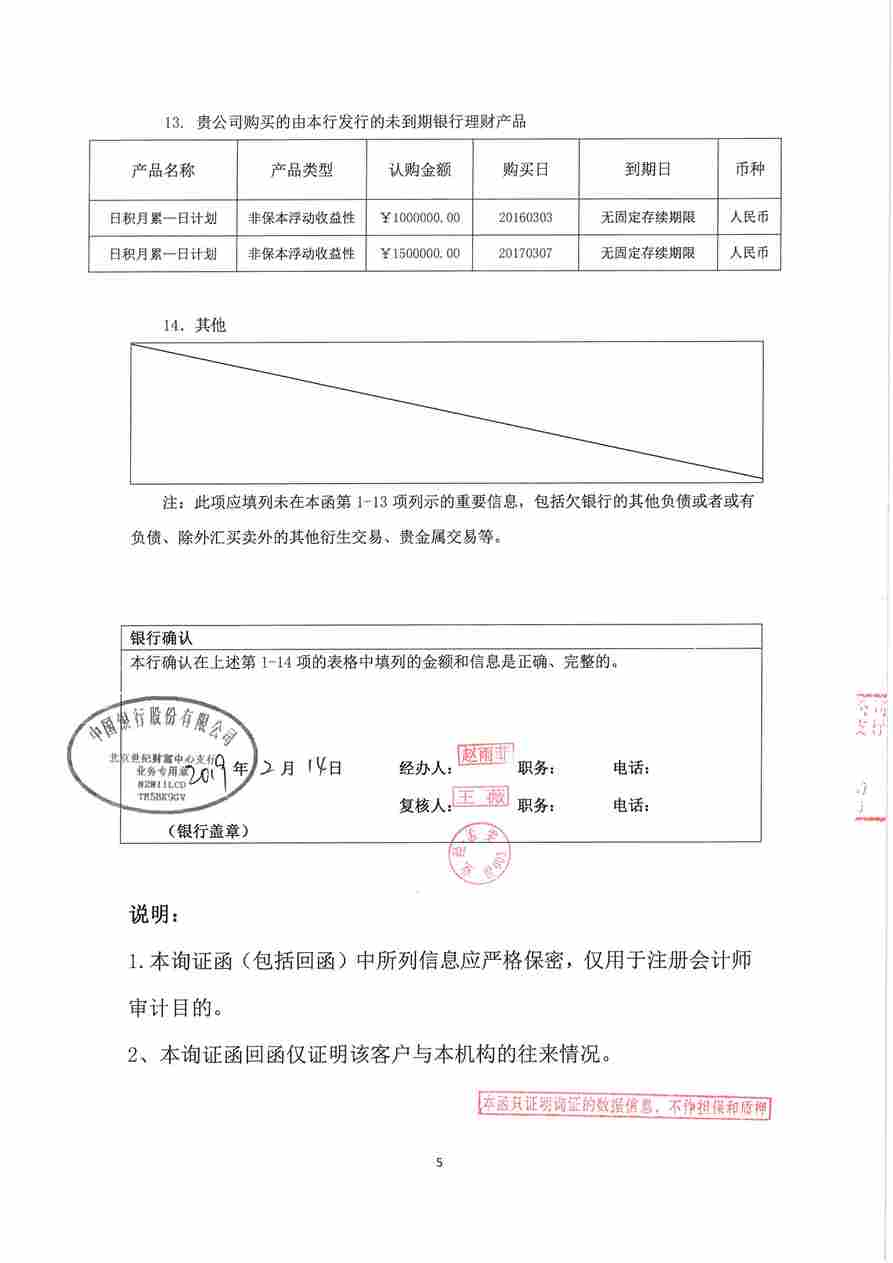 13. 贵公司购买的由本行发行的未到期银行理财产品
产品名称 产品类型 认购金额 购买日 到期日 币种
日积月累—日计划 非保本浮动收益性 ￥1000000.00 20160303 无固定存续期限 人民币
日积月累—日计划 非保本浮动收益性 ￥1500000.00 20170307 无固定存续期限 人民币
14. 其他
注：此项应填列未在本函第 1-13 项列示的重要信息，包括欠银行的其他负债或者或有
负债、除外汇买卖外的其他衍生交易、贵金属交易等。
银行确认
本行确认在上述第 1-14 项的表格中填列的金额和信息是正确、完整的。
中国银行股份有限公司
北京世纪财富中心支行
业务专用章
2019 年 2 月 14 日
经办人： 赵雨 职务： 电话：
复核人： 王薇 职务： 电话：
（银行盖章）
说明：
1.本询证函（包括回函）中所列信息应严格保密，仅用于注册会计师
审计目的。
2、本询证函回函仅证明该客户与本机构的往来情况。
本函只证明询证的数据信息，不作担保和质押
5